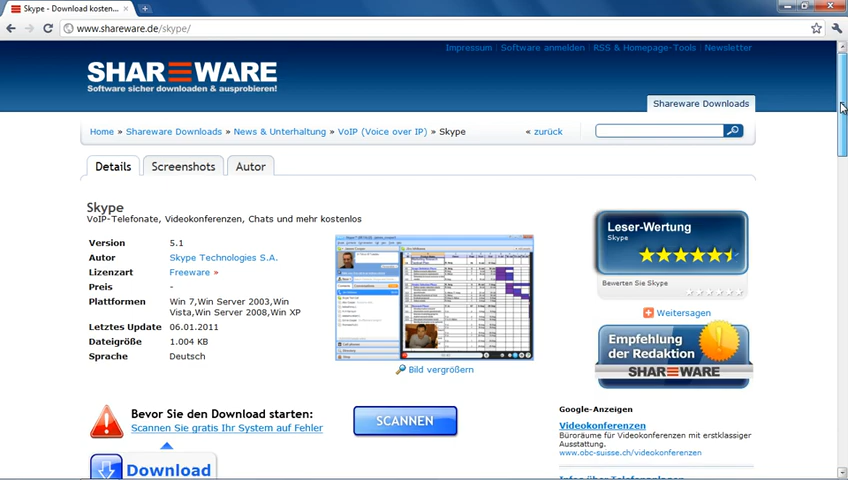 Skype - Download kosten...
www.shareware.de/skype/
Impressum | Software anmelden | RSS & Homepage-Tools | Newsletter
SHAREWARE
Software sicher downloaden & ausprobieren!
Shareware Downloads
Home » Shareware Downloads » News & Unterhaltung » VoIP (Voice over IP) » Skype
« zurück
Details
Screenshots
Autor
Skype
VoIP-Telefonate, Videokonferenzen, Chats und mehr kostenlos
Version 5.1
Autor Skype Technologies S.A.
Lizenzart Freeware »
Preis -
Plattformen Win 7,Win Server 2003,Win
Vista,Win Server 2008,Win XP
Letztes Update 06.01.2011
Dateigröße 1.004 KB
Sprache Deutsch
Bild vergrößern
Leser-Wertung
Skype
Bewerten Sie Skype
Weitersagen
Empfehlung
der Redaktion
SHAREWARE
Bevor Sie den Download starten:
Scannen Sie gratis Ihr System auf Fehler
SCANNEN
Download
Google-Anzeigen
Videokonferenzen
Büroräume für Videokonferenzen mit erstklassiger
Ausstattung.
www.obc-suisse.ch/videokonferenzen